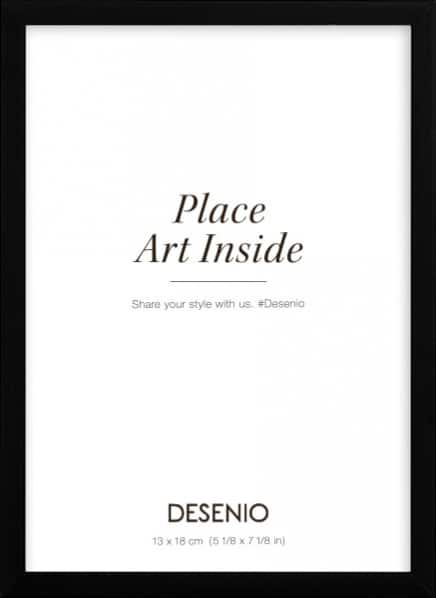 Place
Art Inside
Share your style with us. #Desenio
DESENIO
13 x 18 cm (5 1/8 x 7 1/8 in)